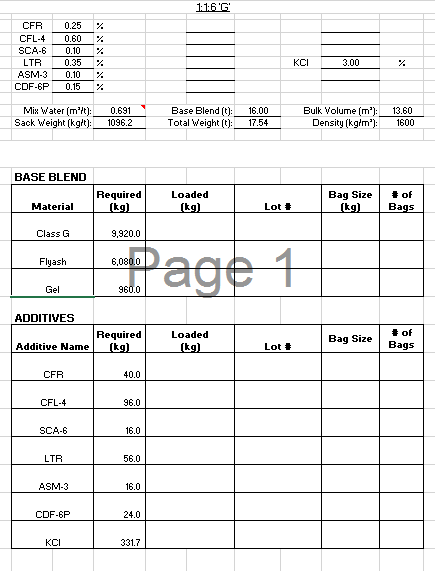 1:1:6 'G'
CFR 0.25 %
CFL-4 0.60 %
SCA-6 0.10 %
LTR 0.35 % KCl 3.00 %
ASM-3 0.10 %
CDF-6P 0.15 %
Mix Water (m³/t): 0.691 Base Blend (t): 16.00 Bulk Volume (m³): 13.60
Sack Weight (kg/t): 1096.2 Total Weight (t): 17.54 Density (kg/m³): 1600
BASE BLEND
Material Required (kg) Loaded (kg) Lot # Bag Size (kg) # of Bags
Class G 9,920.0
Flyash 6,080.0
Gel 960.0
Page 1
ADDITIVES
Additive Name Required (kg) Loaded (kg) Lot # Bag Size # of Bags
CFR 40.0
CFL-4 96.0
SCA-6 16.0
LTR 56.0
ASM-3 16.0
CDF-6P 24.0
KCl 331.7